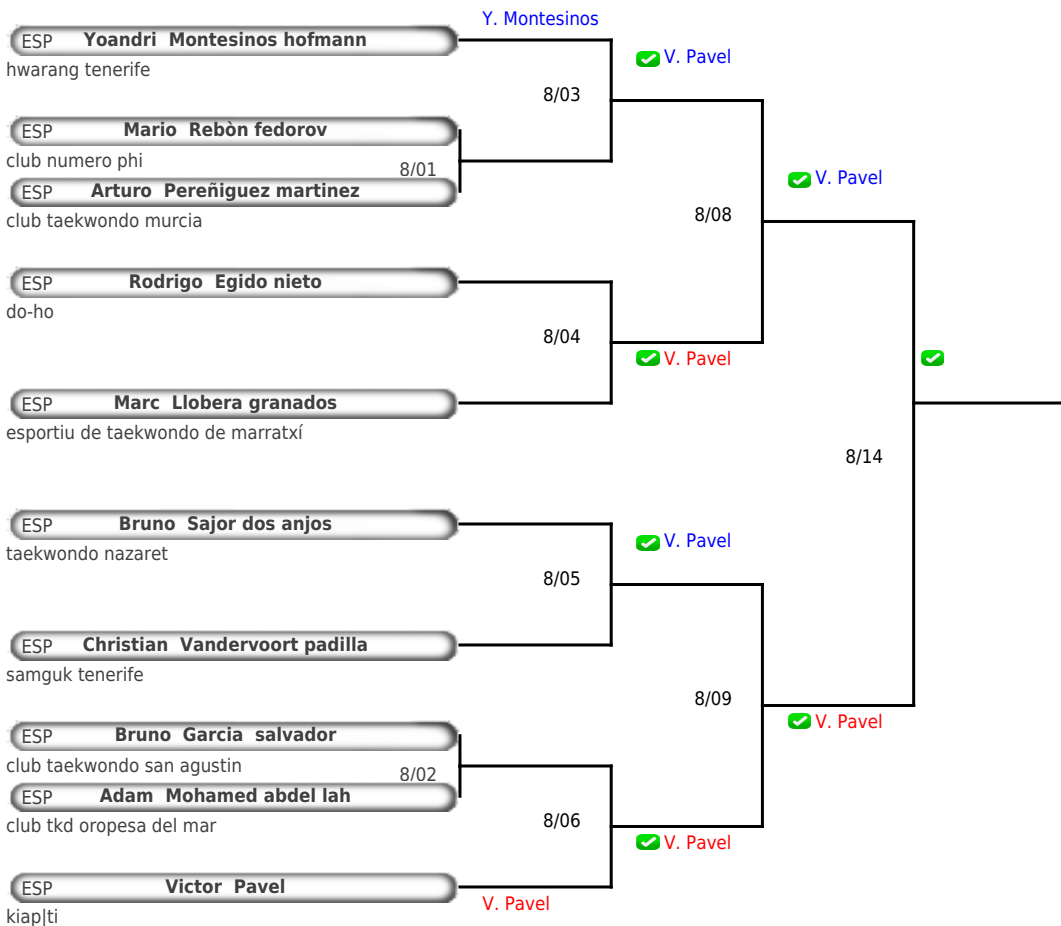 Y. Montesinos
ESP Yoandri Montesinos hofmann
hwarang tenerife
V. Pavel
8/03
ESP Mario Rebòn fedorov
club numero phi
8/01
ESP Arturo Pereñiguez martinez
club taekwondo murcia
V. Pavel
8/08
ESP Rodrigo Egido nieto
do-ho
8/04
V. Pavel
ESP Marc Llobera granados
esportiu de taekwondo de marratxí
8/14
ESP Bruno Sajor dos anjos
taekwondo nazaret
V. Pavel
8/05
ESP Christian Vandervoort padilla
samguk tenerife
8/09
V. Pavel
ESP Bruno Garcia salvador
club taekwondo san agustin
8/02
ESP Adam Mohamed abdel lah
club tkd oropesa del mar
8/06
V. Pavel
ESP Victor Pavel
kiap|ti
V. Pavel